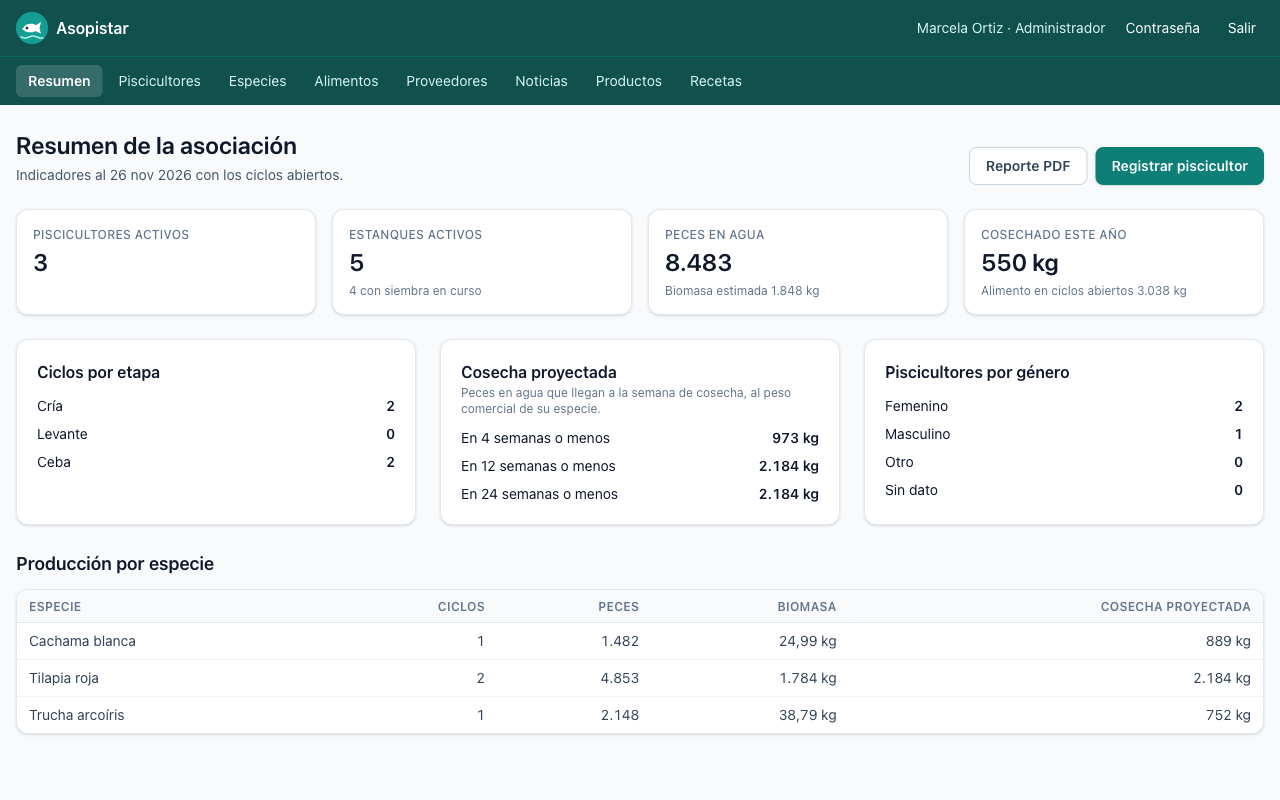 Asopistar
Marcela Ortiz · Administrador
Contraseña
Salir
Resumen
Piscicultores
Especies
Alimentos
Proveedores
Noticias
Productos
Recetas
Resumen de la asociación
Indicadores al 26 nov 2026 con los ciclos abiertos.
Reporte PDF
Registrar piscicultor
PISCICULTORES ACTIVOS
3
ESTANQUES ACTIVOS
5
4 con siembra en curso
PECES EN AGUA
8.483
Biomasa estimada 1.848 kg
COSECHADO ESTE AÑO
550 kg
Alimento en ciclos abiertos 3.038 kg
Ciclos por etapa
Cría 2
Levante 0
Ceba 2
Cosecha proyectada
Peces en agua que llegan a la semana de cosecha, al peso
comercial de su especie.
En 4 semanas o menos 973 kg
En 12 semanas o menos 2.184 kg
En 24 semanas o menos 2.184 kg
Piscicultores por género
Femenino 2
Masculino 1
Otro 0
Sin dato 0
Producción por especie
ESPECIE CICLOS PECES BIOMASA COSECHA PROYECTADA
Cachama blanca 1 1.482 24,99 kg 889 kg
Tilapia roja 2 4.853 1.784 kg 2.184 kg
Trucha arcoíris 1 2.148 38,79 kg 752 kg